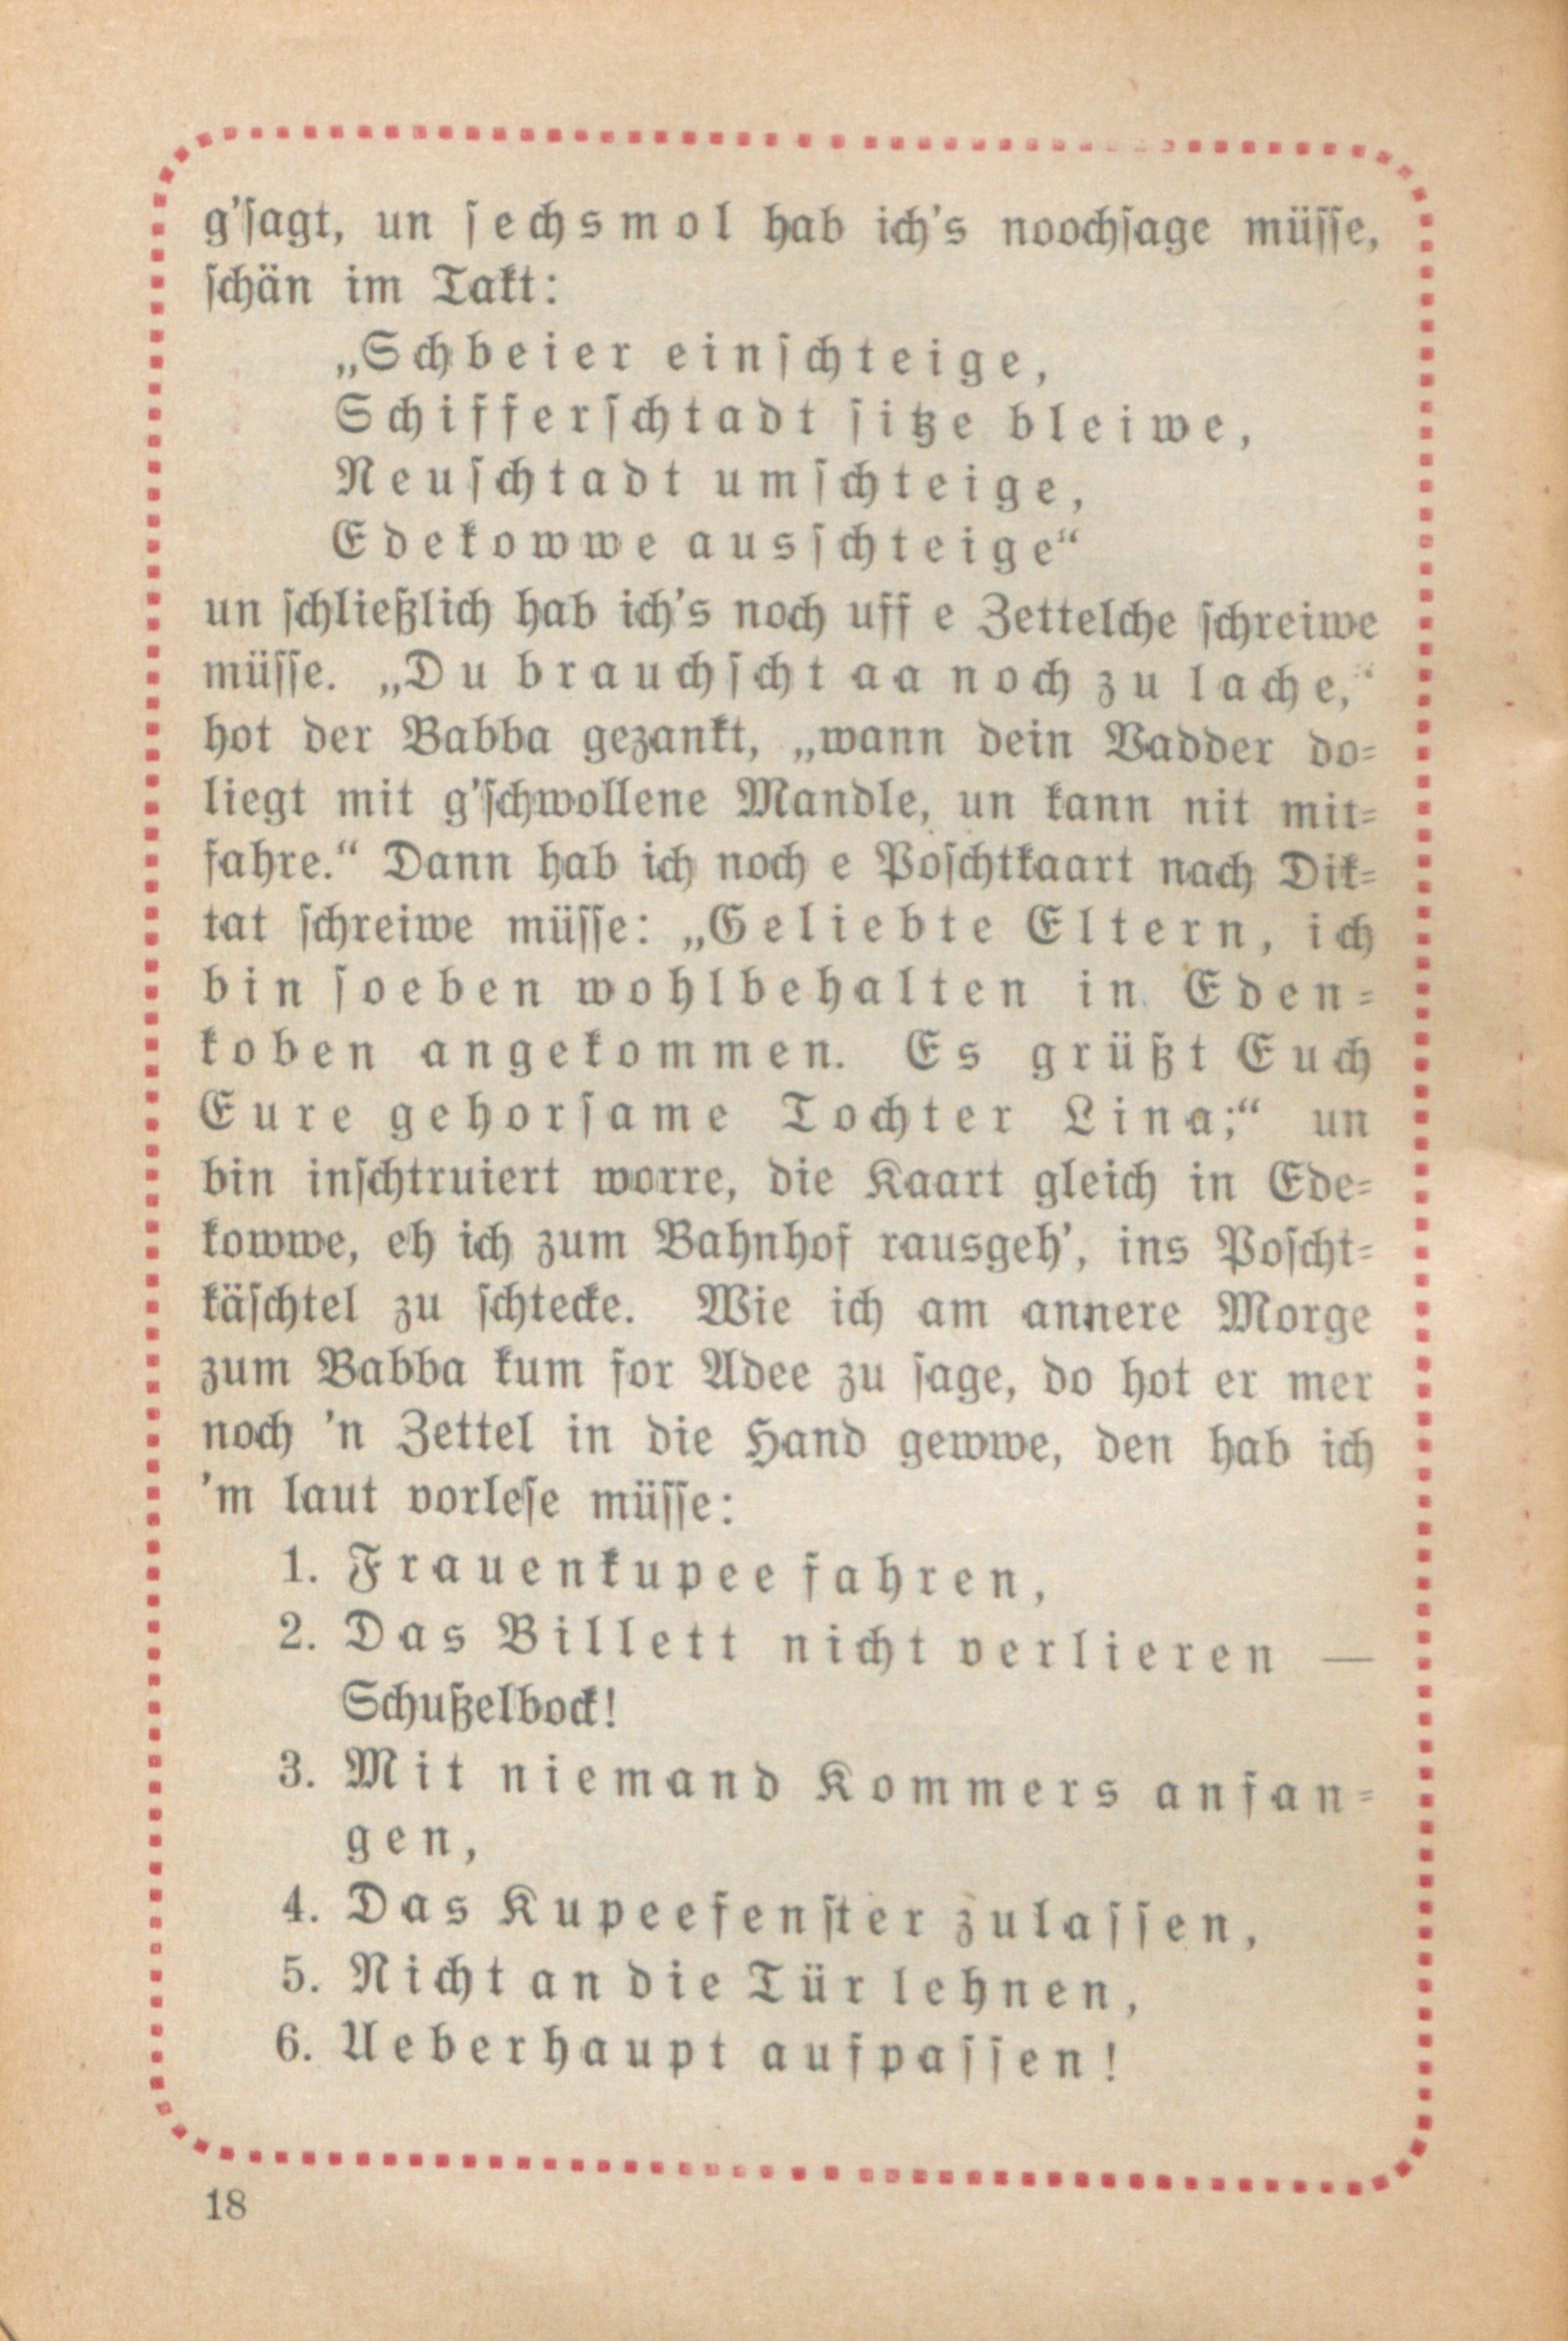 g'sagt, un sechsmol hab ich's noochsage müsse,
schän im Takt:
„Schbeier einschteige,
Schifferschtadt sitze bleiwe,
Neuschtadt umschteige,
Edekowwe ausschteige“
un schließlich hab ich's noch uff e Zettelche schreiwe
müsse. „Du brauchscht aa noch zu lache,“
hot der Babba gezankt, „wann dein Vadder do-
liegt mit g'schwollene Mandle, un kann nit mit-
fahre.“ Dann hab ich noch e Poschtkaart nach Dik-
tat schreiwe müsse: „Geliebte Eltern, ich
bin soeben wohlbehalten in Eden-
koben angekommen. Es grüßt Euch
Eure gehorsame Tochter Lina;“ un
bin inschtruiert worre, die Kaart gleich in Ede-
kowwe, eh ich zum Bahnhof rausgeh', ins Poscht-
käschtel zu schtecke. Wie ich am annere Morge
zum Babba kum for Adee zu sage, do hot er mer
noch 'n Zettel in die Hand gewwe, den hab ich
'm laut vorlese müsse:
1. Frauenkupee fahren,
2. Das Billett nicht verlieren —
Schußelbock!
3. Mit niemand Kommers anfan-
gen,
4. Das Kupeefenster zulassen,
5. Nicht an die Tür lehnen,
6. Ueberhaupt aufpassen!
18